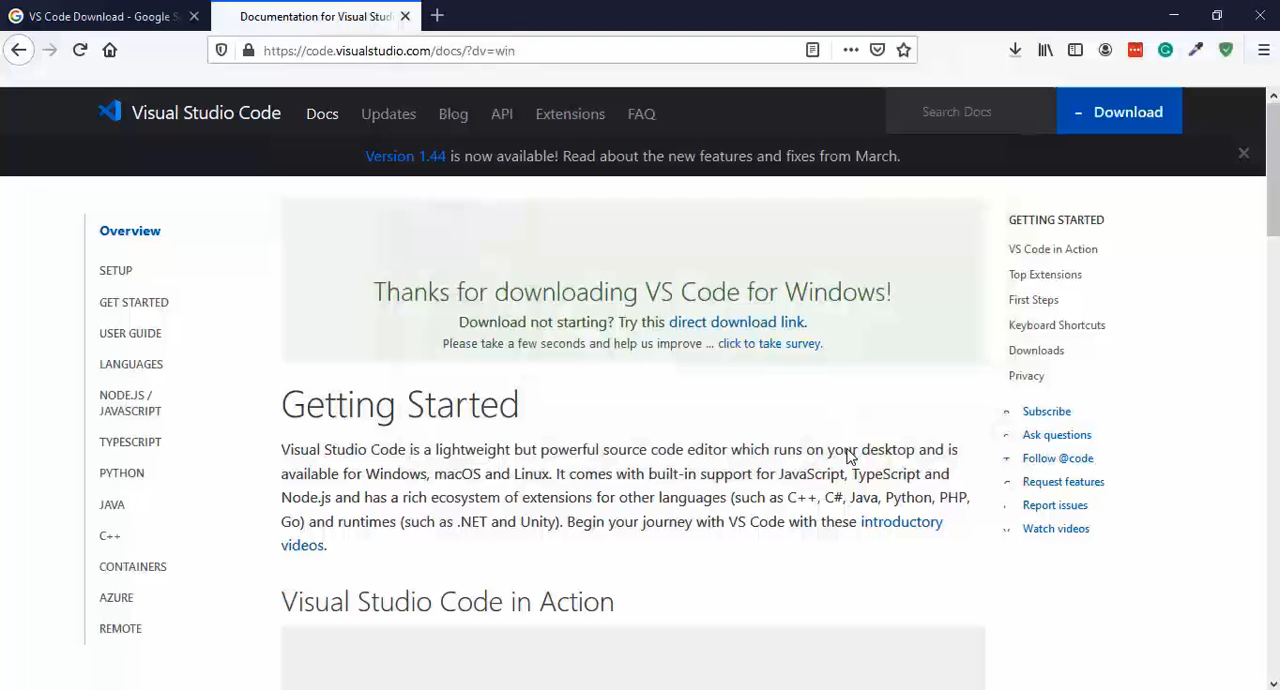 VS Code Download - Google S
Documentation for Visual Stud
https://code.visualstudio.com/docs/?dv=win
Visual Studio Code
Docs
Updates
Blog
API
Extensions
FAQ
Search Docs
Download
Version 1.44 is now available! Read about the new features and fixes from March.
Overview
SETUP
GET STARTED
USER GUIDE
LANGUAGES
NODE.JS /
JAVASCRIPT
TYPESCRIPT
PYTHON
JAVA
C++
CONTAINERS
AZURE
REMOTE
Thanks for downloading VS Code for Windows!
Download not starting? Try this direct download link.
Please take a few seconds and help us improve ... click to take survey.
Getting Started
Visual Studio Code is a lightweight but powerful source code editor which runs on your desktop and is
available for Windows, macOS and Linux. It comes with built-in support for JavaScript, TypeScript and
Node.js and has a rich ecosystem of extensions for other languages (such as C++, C#, Java, Python, PHP,
Go) and runtimes (such as .NET and Unity). Begin your journey with VS Code with these introductory
videos.
Visual Studio Code in Action
GETTING STARTED
VS Code in Action
Top Extensions
First Steps
Keyboard Shortcuts
Downloads
Privacy
Subscribe
Ask questions
Follow @code
Request features
Report issues
Watch videos